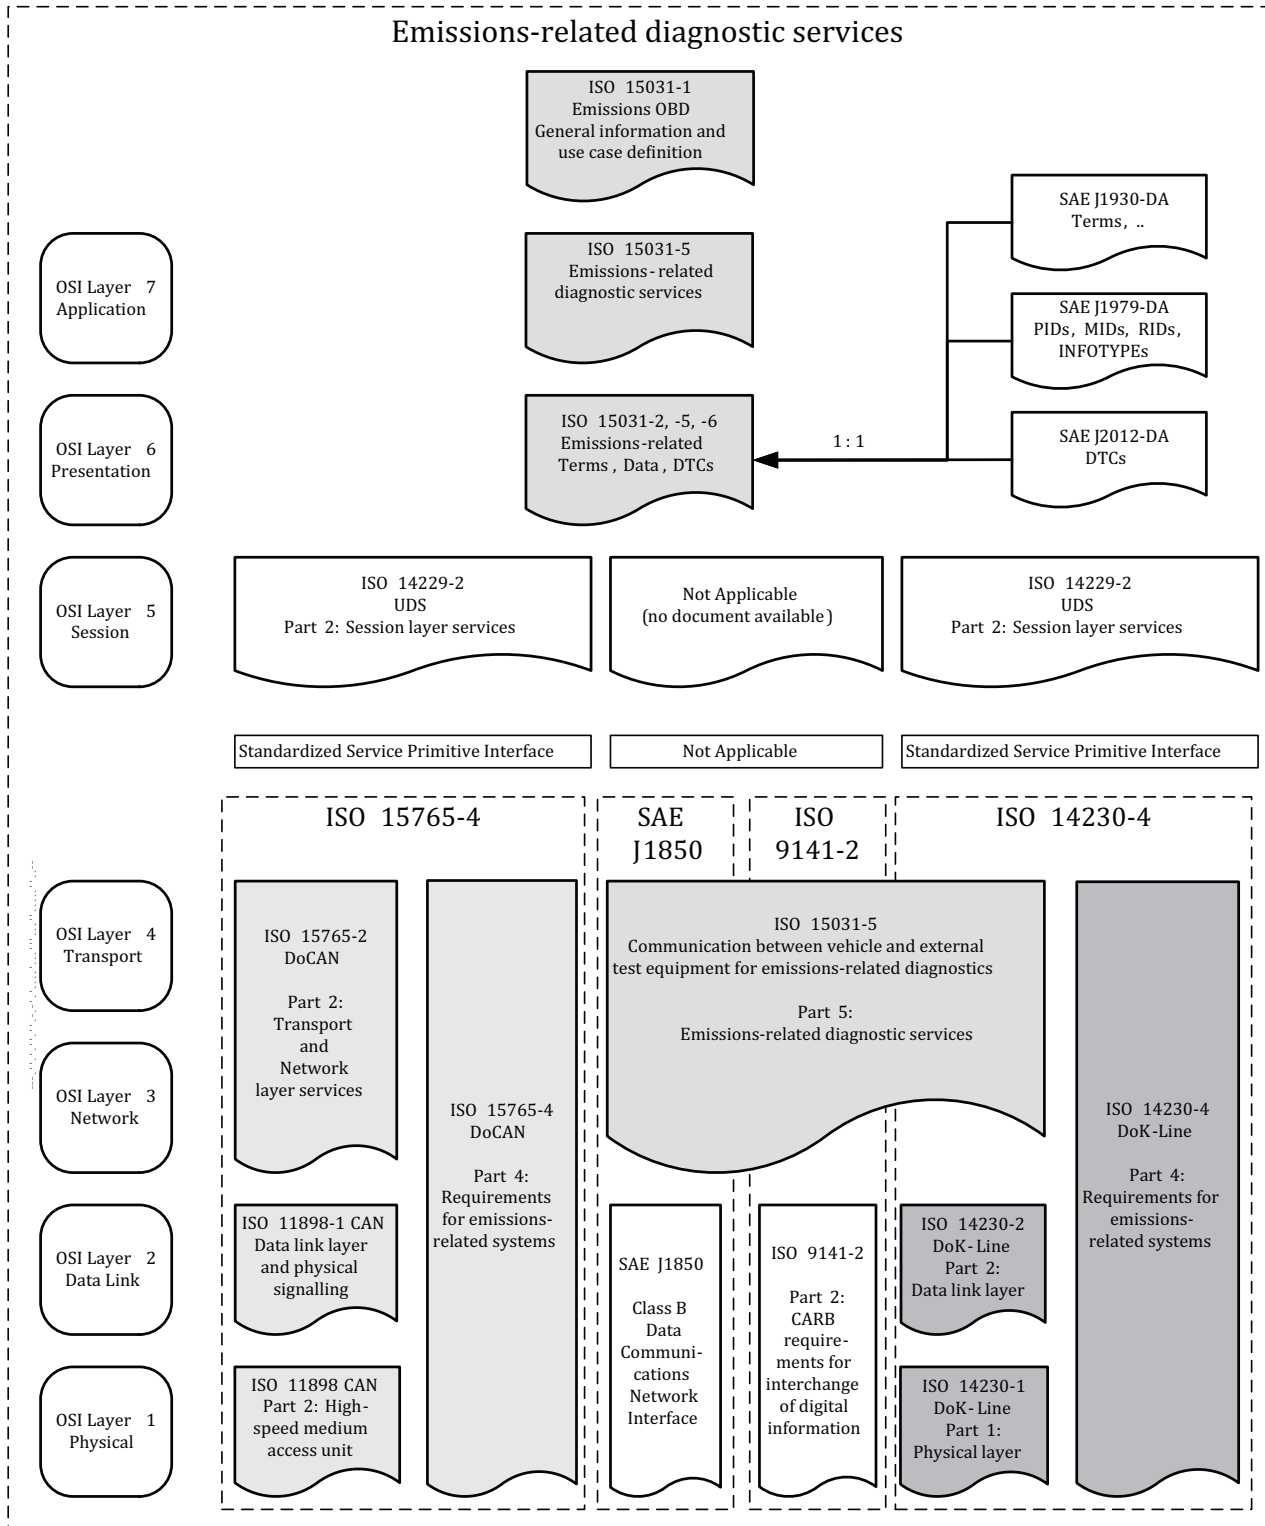 Emissions-related diagnostic services
ISO 15031-1
Emissions OBD
General information and
use case definition
SAE J1930-DA
Terms, ..
OSI Layer 7
Application
ISO 15031-5
Emissions-related
diagnostic services
SAE J1979-DA
PIDs, MIDs, RIDs,
INFOTYPEs
OSI Layer 6
Presentation
ISO 15031-2, -5, -6
Emissions-related
Terms, Data, DTCs
1 : 1
SAE J2012-DA
DTCs
OSI Layer 5
Session
ISO 14229-2
UDS
Part 2: Session layer services
Not Applicable
(no document available)
ISO 14229-2
UDS
Part 2: Session layer services
Standardized Service Primitive Interface
Not Applicable
Standardized Service Primitive Interface
ISO 15765-4
SAE
J1850
ISO
9141-2
ISO 14230-4
OSI Layer 4
Transport
OSI Layer 3
Network
ISO 15765-2
DoCAN
Part 2:
Transport
and
Network
layer services
ISO 15765-4
DoCAN
Part 4:
Requirements
for emissions-
related systems
ISO 15031-5
Communication between vehicle and external
test equipment for emissions-related diagnostics
Part 5:
Emissions-related diagnostic services
ISO 14230-4
DoK-Line
Part 4:
Requirements for
emissions-
related systems
OSI Layer 2
Data Link
ISO 11898-1 CAN
Data link layer
and physical
signalling
SAE J1850
Class B
Data
Communi-
cations
Network
Interface
ISO 9141-2
Part 2:
CARB
require-
ments for
interchange
of digital
information
ISO 14230-2
DoK-Line
Part 2:
Data link layer
OSI Layer 1
Physical
ISO 11898 CAN
Part 2: High-
speed medium
access unit
ISO 14230-1
DoK-Line
Part 1:
Physical layer